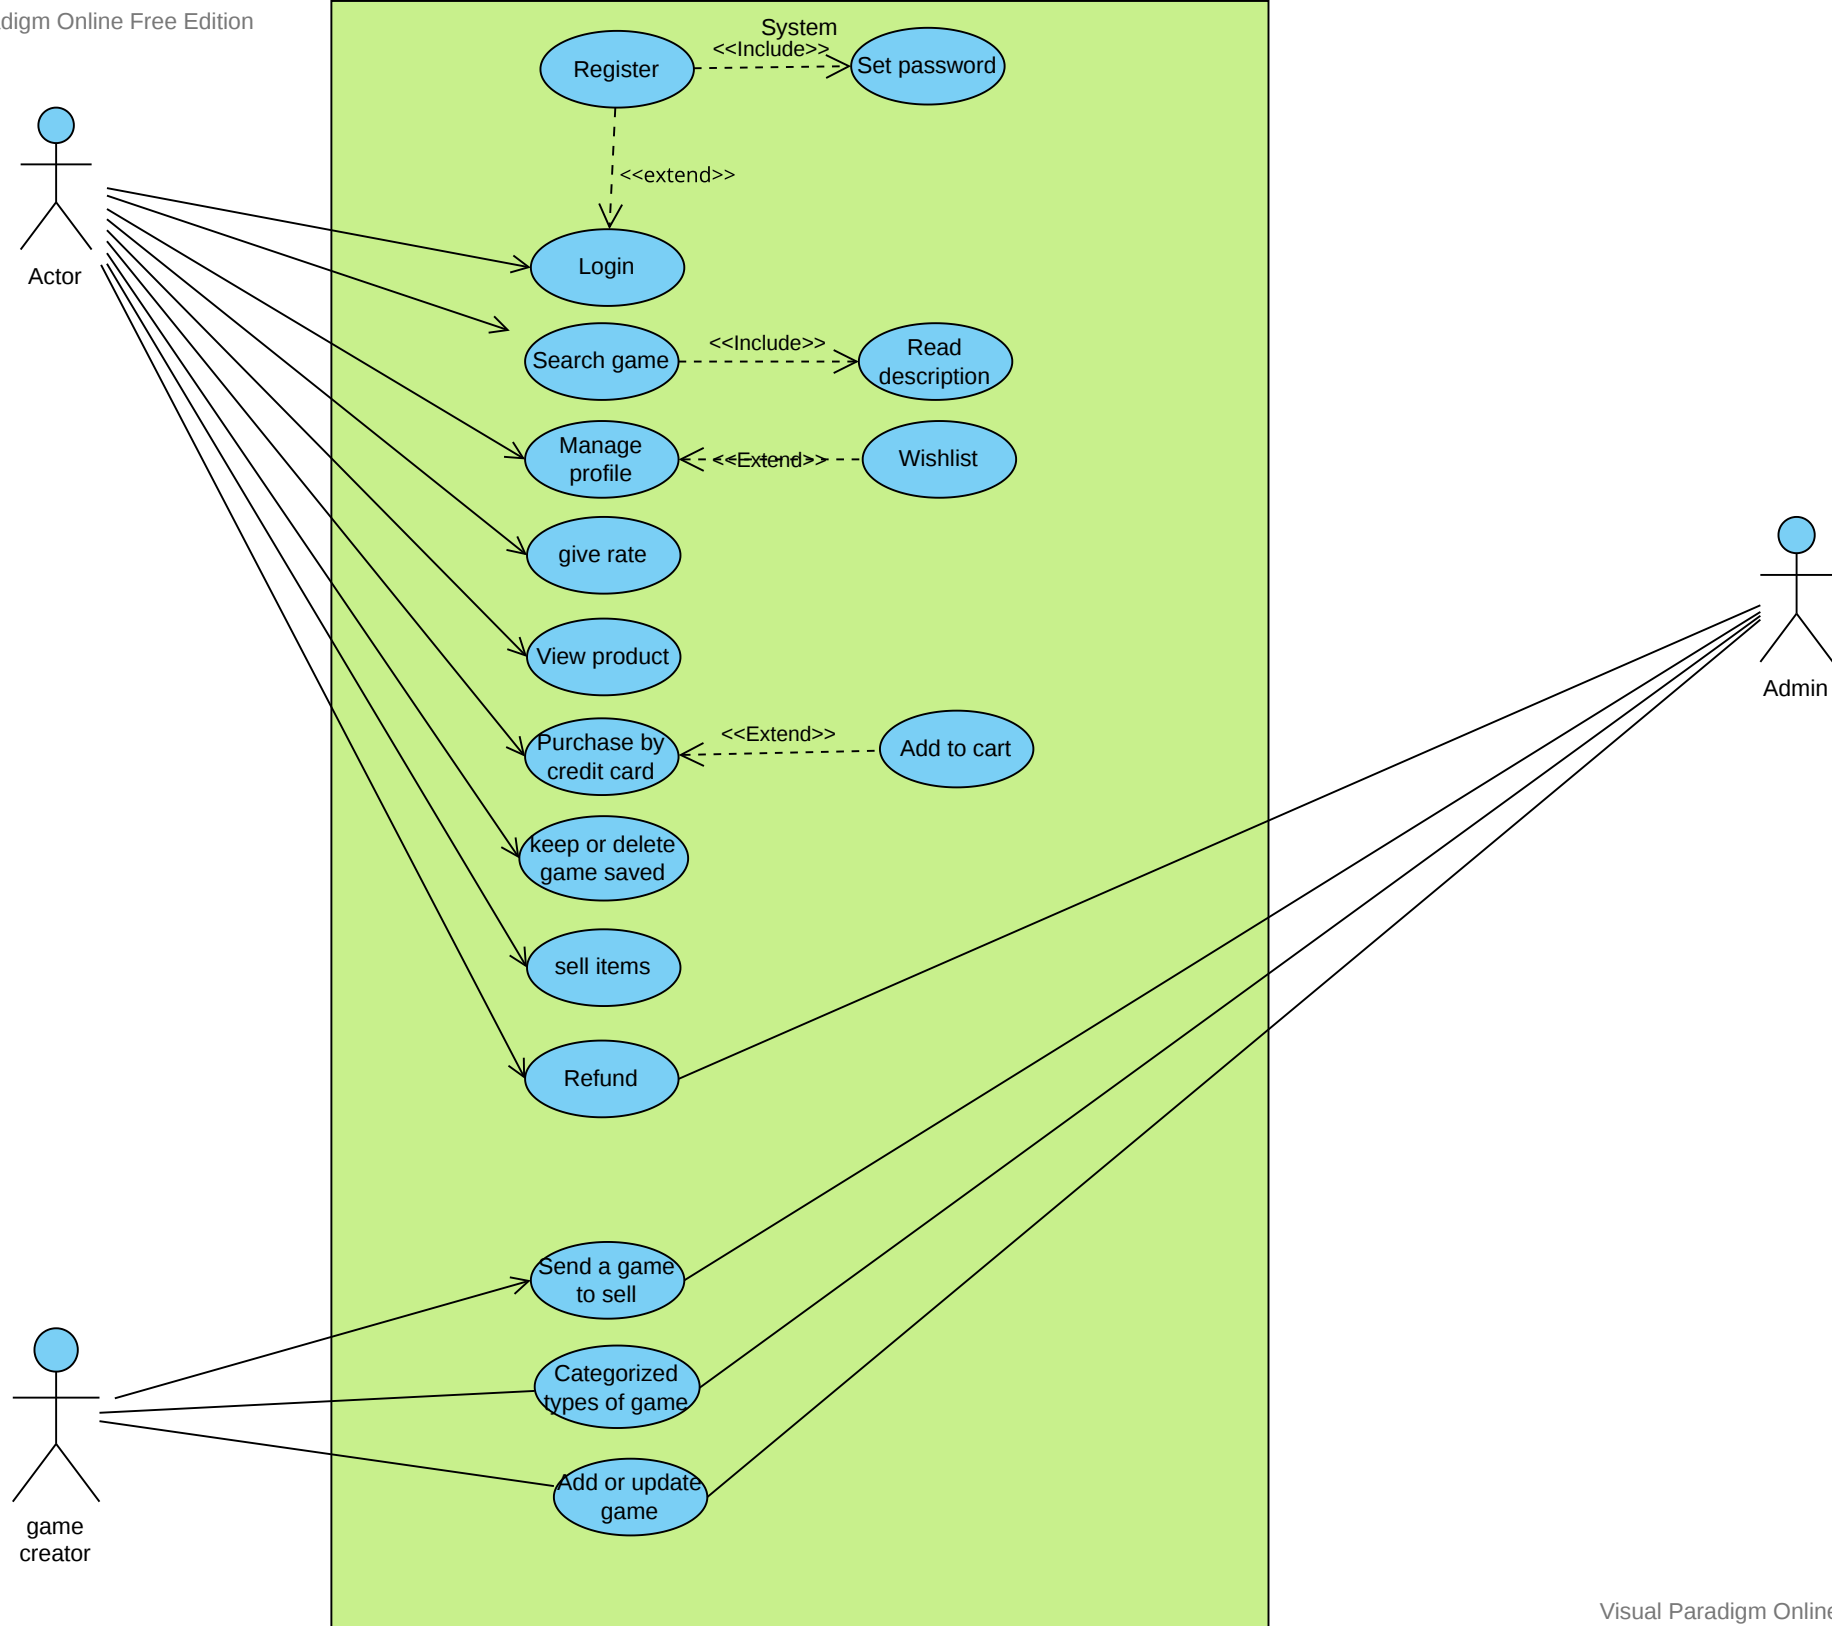 digm Online Free Edition
System
<<Include>>
Register
Set password
<<extend>>
Actor
Login
<<Include>>
Search game
Read
description
Manage
profile
<<Extend>>
Wishlist
give rate
View product
Admin
<<Extend>>
Purchase by
credit card
Add to cart
keep or delete
game saved
sell items
Refund
Send a game
to sell
Categorized
types of game
Add or update
game
game
creator
Visual Paradigm Online